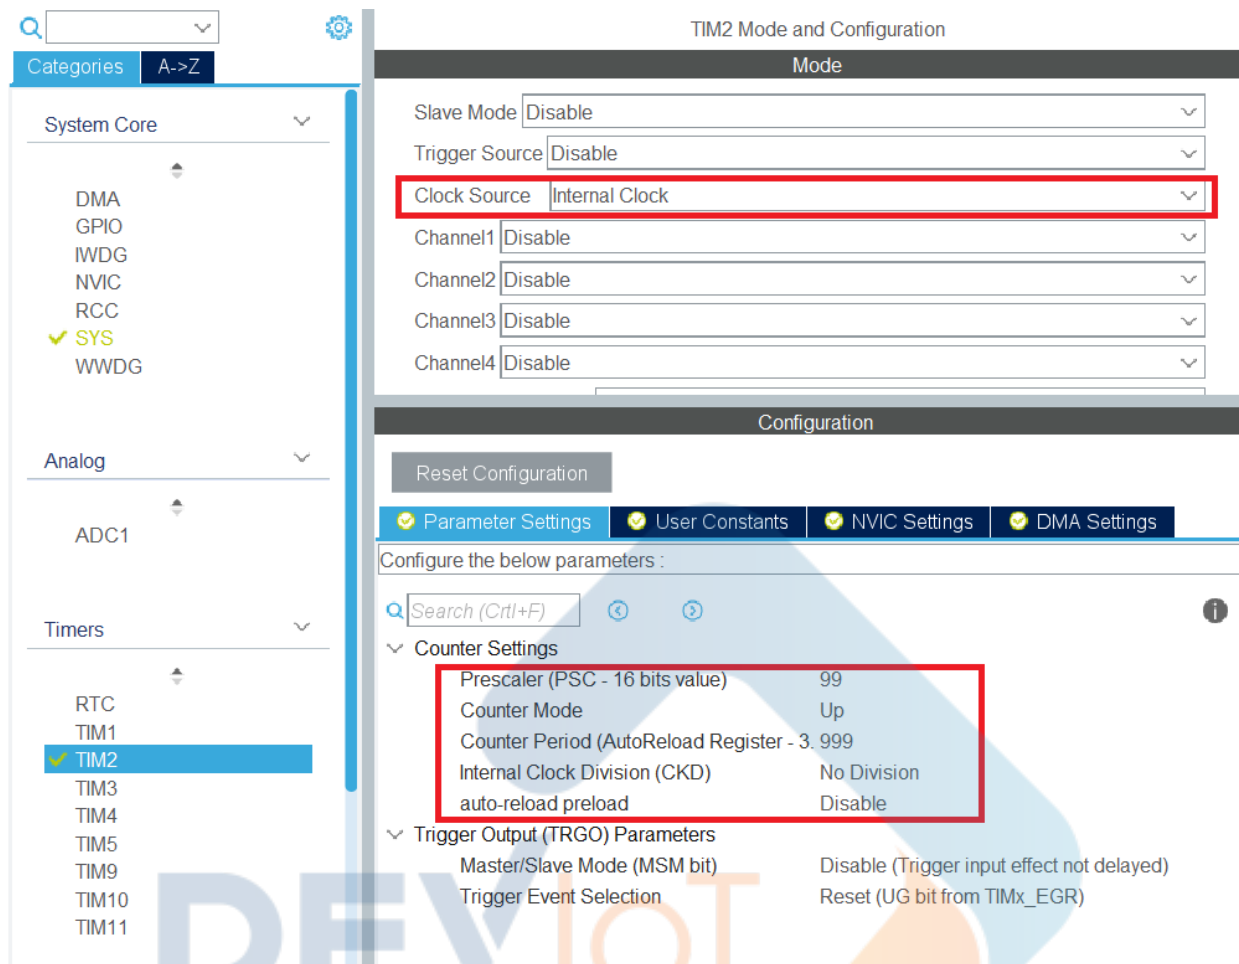 Categories
A->Z
System Core
DMA
GPIO
IWDG
NVIC
RCC
SYS
WWDG
Analog
ADC1
Timers
RTC
TIM1
TIM2
TIM3
TIM4
TIM5
TIM9
TIM10
TIM11
TIM2 Mode and Configuration
Mode
Slave Mode Disable
Trigger Source Disable
Clock Source Internal Clock
Channel1 Disable
Channel2 Disable
Channel3 Disable
Channel4 Disable
Configuration
Reset Configuration
Parameter Settings
User Constants
NVIC Settings
DMA Settings
Configure the below parameters :
Search (Crtl+F)
Counter Settings
Prescaler (PSC - 16 bits value) 99
Counter Mode Up
Counter Period (AutoReload Register - 3. 999
Internal Clock Division (CKD) No Division
auto-reload preload Disable
Trigger Output (TRGO) Parameters
Master/Slave Mode (MSM bit) Disable (Trigger input effect not delayed)
Trigger Event Selection Reset (UG bit from TIMx_EGR)
DEVIoT